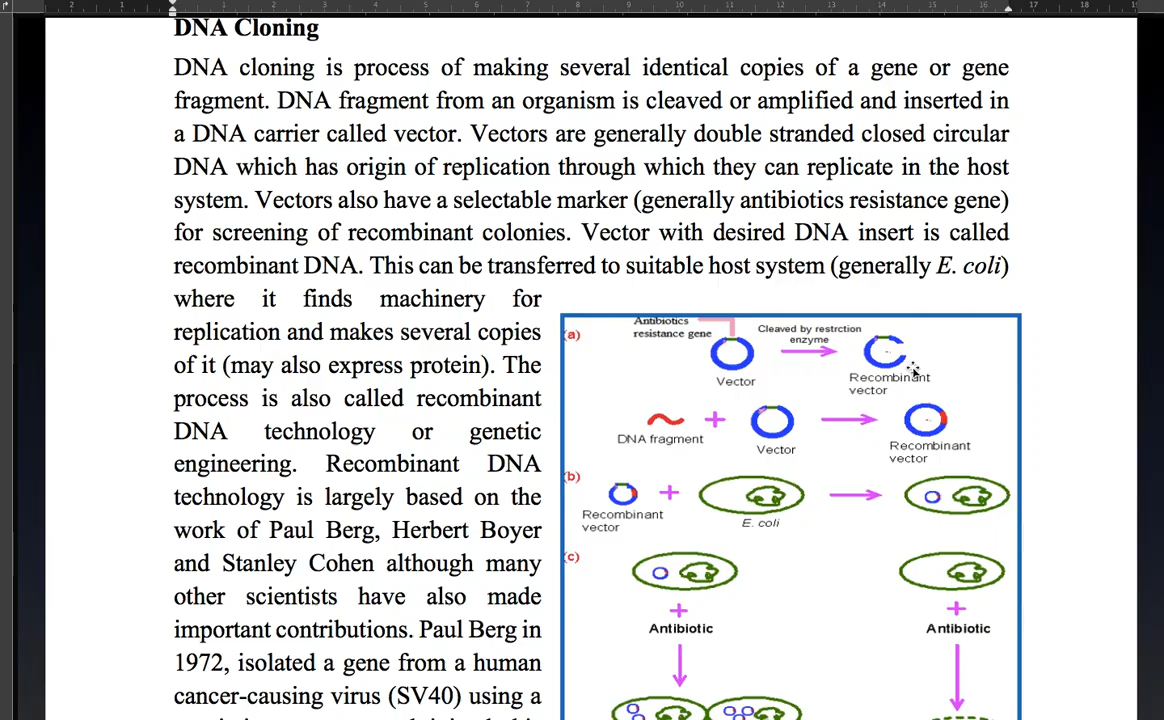 DNA Cloning
DNA cloning is process of making several identical copies of a gene or gene
fragment. DNA fragment from an organism is cleaved or amplified and inserted in
a DNA carrier called vector. Vectors are generally double stranded closed circular
DNA which has origin of replication through which they can replicate in the host
system. Vectors also have a selectable marker (generally antibiotics resistance gene)
for screening of recombinant colonies. Vector with desired DNA insert is called
recombinant DNA. This can be transferred to suitable host system (generally E. coli)
where it finds machinery for
replication and makes several copies
of it (may also express protein). The
process is also called recombinant
DNA technology or genetic
engineering. Recombinant DNA
technology is largely based on the
work of Paul Berg, Herbert Boyer
and Stanley Cohen although many
other scientists have also made
important contributions. Paul Berg in
1972, isolated a gene from a human
cancer-causing virus (SV40) using a
(a)
Antibiotics
resistance gene
Cleaved by restrction
enzyme
Vector
Recombinant
vector
DNA fragment
Vector
Recombinant
vector
(b)
Recombinant
vector
E. coli
(c)
Antibiotic
Antibiotic